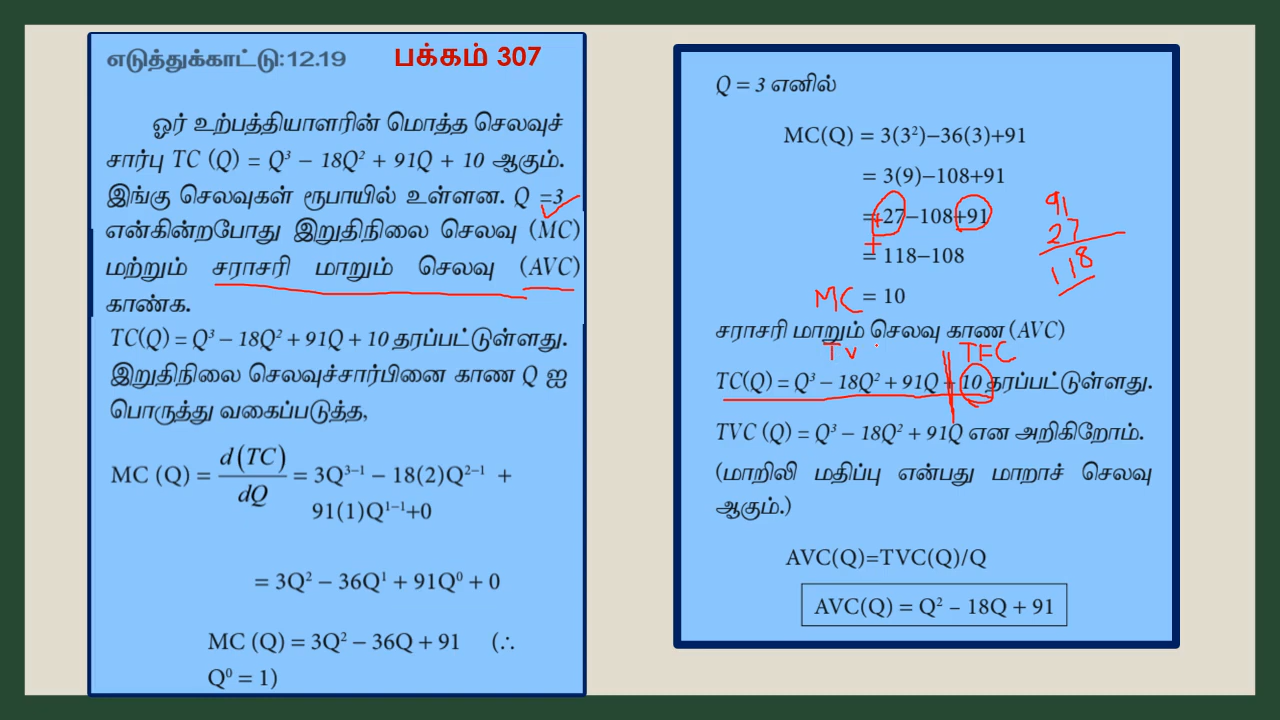 எடுத்துக்காட்டு:12.19 பக்கம் 307
ஓர் உற்பத்தியாளரின் மொத்த செலவுச்
சார்பு TC (Q) = Q³ − 18Q² + 91Q + 10 ஆகும்.
இங்கு செலவுகள் ரூபாயில் உள்ளன. Q =3
என்கின்றபோது இறுதிநிலை செலவு (MC)
மற்றும் சராசரி மாறும் செலவு (AVC)
காண்க.
TC(Q) = Q³ − 18Q² + 91Q + 10 தரப்பட்டுள்ளது.
இறுதிநிலை செலவுச்சார்பினை காண Q ஐ
பொருத்து வகைப்படுத்த,
MC (Q) = d(TC)/dQ = 3Q³⁻¹ − 18(2)Q²⁻¹ +
91(1)Q¹⁻¹+0
= 3Q² − 36Q¹ + 91Q⁰ + 0
MC (Q) = 3Q² − 36Q + 91 (∴
Q⁰ = 1)
Q = 3 எனில்
MC(Q) = 3(3²)−36(3)+91
= 3(9)−108+91
= +27−108+91
+
= 118−108
91
27
118
MC = 10
சராசரி மாறும் செலவு காண (AVC)
TV TFC
TC(Q) = Q³ − 18Q² + 91Q + 10 தரப்பட்டுள்ளது.
TVC (Q) = Q³ − 18Q² + 91Q என அறிகிறோம்.
(மாறிலி மதிப்பு என்பது மாறாச் செலவு
ஆகும்.)
AVC(Q)=TVC(Q)/Q
AVC(Q) = Q² – 18Q + 91